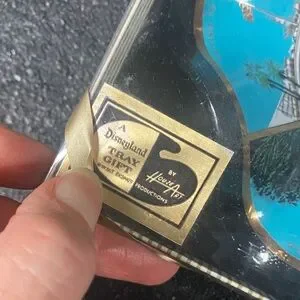 A
Disneyland
TRAY
GIFT
BY
HOUZE ART
©WALT DISNEY PRODUCTIONS